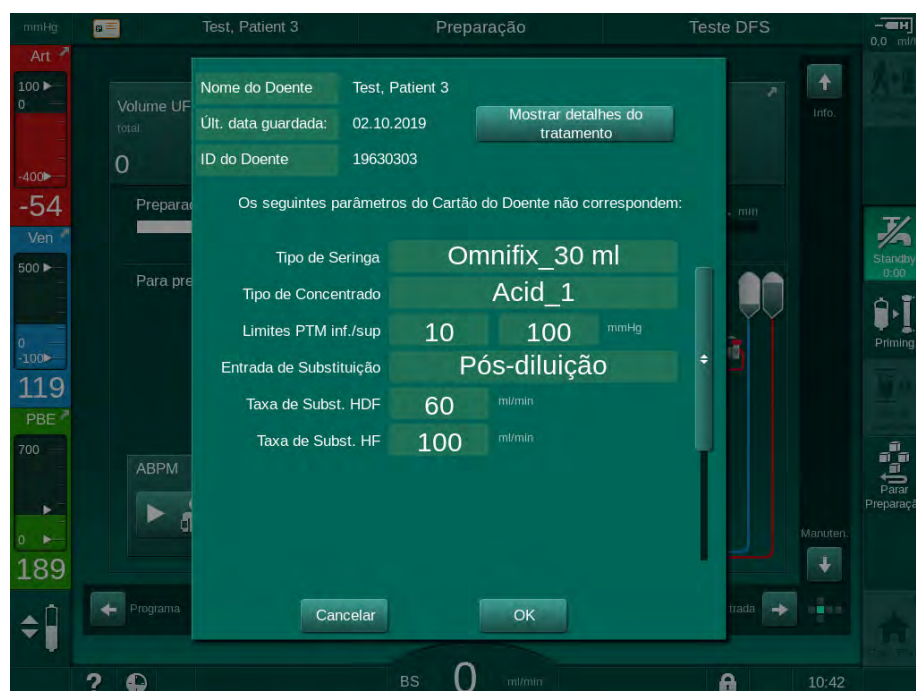 mmHg
Test, Patient 3
Preparação
Teste DFS
0,0 ml/
Art
100
0
-400
-54
Ven
500
0
-100
119
PBE
700
0
189
Volume UF
total
0
Prepara
Para pre
ABPM
Programa
Nome do Doente Test, Patient 3
Últ. data guardada: 02.10.2019
Mostrar detalhes do
tratamento
ID do Doente 19630303
Os seguintes parâmetros do Cartão do Doente não correspondem:
Tipo de Seringa Omnifix_30 ml
Tipo de Concentrado Acid_1
Limites PTM inf./sup 10 100 mmHg
Entrada de Substituição Pós-diluição
Taxa de Subst. HDF 60 ml/min
Taxa de Subst. HF 100 ml/min
Cancelar OK
min
Info.
Manuten.
trada
Standby
0:00
Priming
Parar
Preparaçã
? BS 0 ml/min 10:42